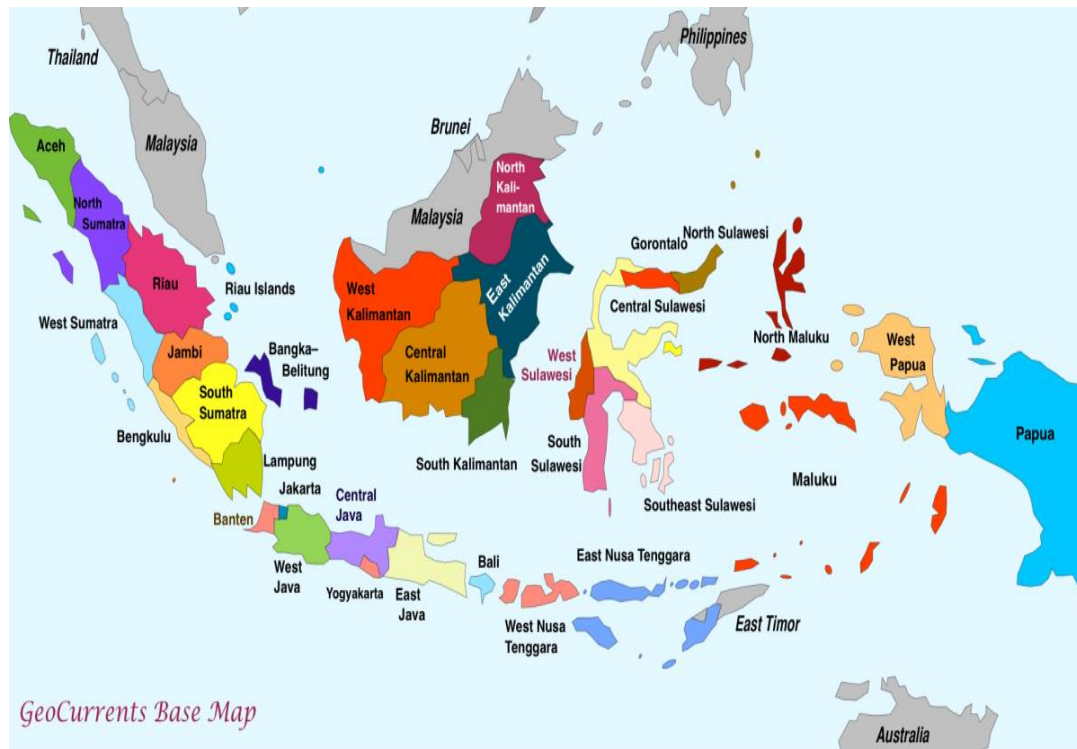 Philippines
Thailand
Malaysia
Brunei
Aceh
North
Sumatra
North
Kali-
mantan
Malaysia
Riau
Riau Islands
West
Kalimantan
East
Kalimantan
Gorontalo
North Sulawesi
Central Sulawesi
West Sumatra
Jambi
Bangka–
Belitung
Central
Kalimantan
West
Sulawesi
North Maluku
West
Papua
South
Sumatra
Bengkulu
Lampung
South Kalimantan
South
Sulawesi
Southeast Sulawesi
Maluku
Papua
Jakarta
Banten
Central
Java
West
Java
Yogyakarta
East
Java
Bali
East Nusa Tenggara
West Nusa
Tenggara
East Timor
GeoCurrents Base Map
Australia